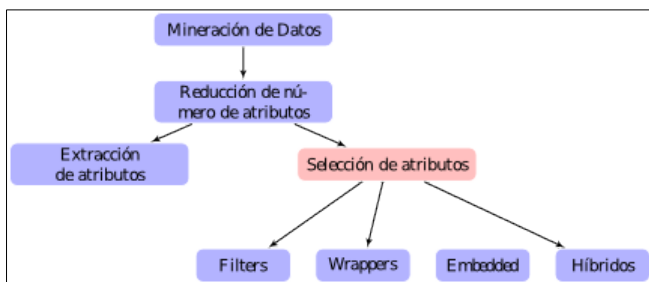 Mineración de Datos
Reducción de nú-
mero de atributos
Extracción
de atributos
Selección de atributos
Filters
Wrappers
Embedded
Híbridos